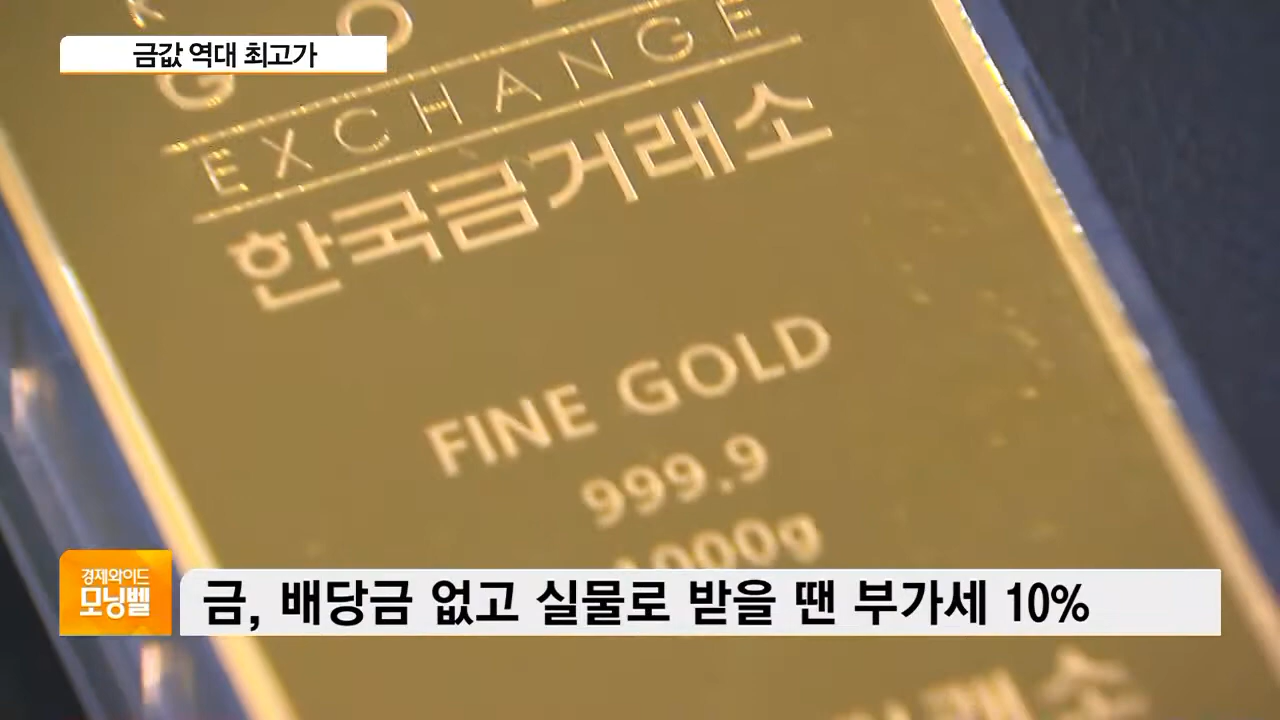 금값 역대 최고가
EXCHANGE
한국금거래소
FINE GOLD
999.9
1000g
경제와이드
모닝벨
금, 배당금 없고 실물로 받을 땐 부가세 10%